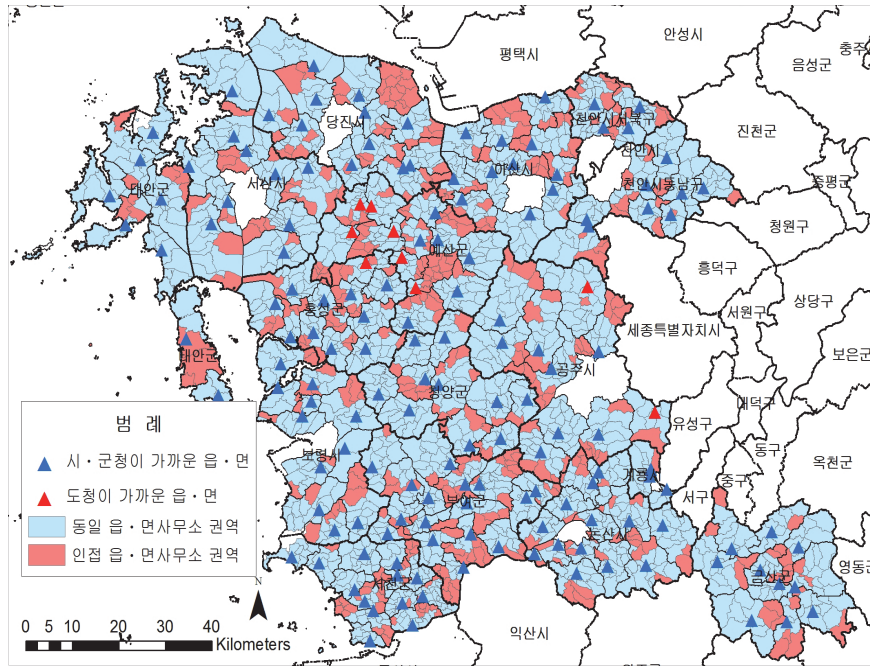 안성시
평택시
충주
음성군
당진시
천안시서북구
진천군
천안시
아산시
태안군
서산시
천안시동남구
증평군
청원구
예산군
흥덕구
상당구
홍성군
서원구
세종특별자치시
태안군
공주시
보은군
청양군
대덕구
범 례
유성구
동구
옥천군
시・군청이 가까운 읍・면
보령시
계룡시
중구
서구
도청이 가까운 읍・면
부여군
동일 읍・면사무소 권역
논산시
인접 읍・면사무소 권역
영동군
금산군
서천군
N
0 5 10 20 30 40
Kilometers
익산시